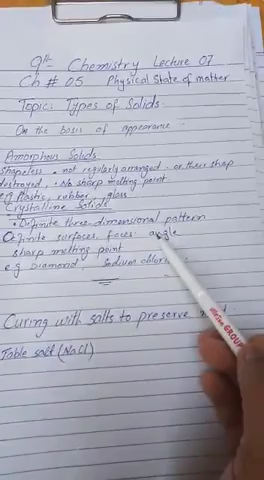 9th Chemistry Lecture 07
Ch # 05 Physical State of matter
Topic: Types of Solids
On the basis of appearance
Amorphous Solids
shapeless • not regularly arranged or their shap
destroyed • No sharp melting point
e.g Plastic, rubber, glass
Crystalline Solids
• Definite three dimensional pattern
Definite surfaces faces angle
sharp melting point
e.g Diamond, Sodium
Curing with salts to preserve
Table salt (NaCl)
GROUP